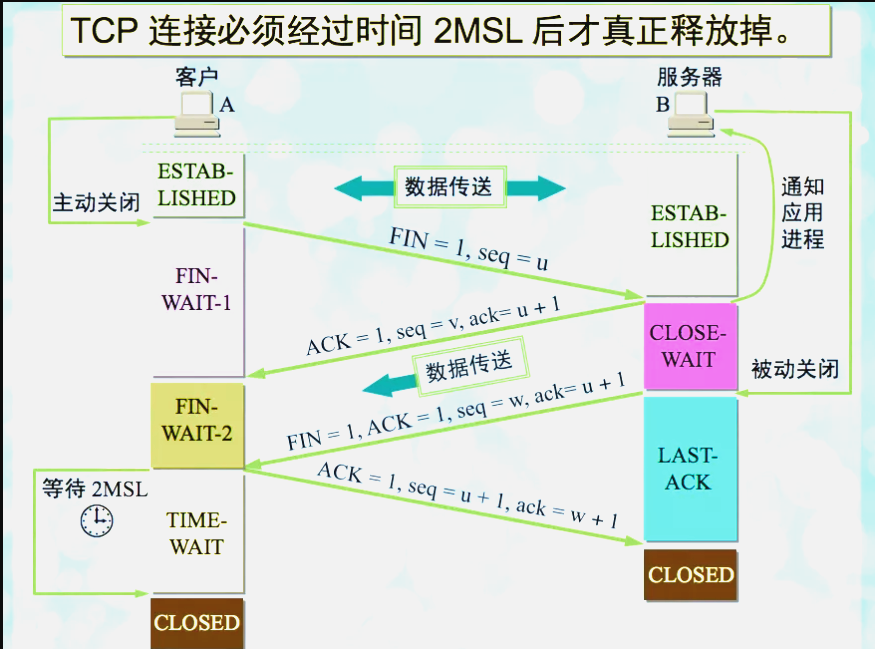 TCP 连接必须经过时间 2MSL 后才真正释放掉。
客户
A
服务器
B
ESTAB-
LISHED
数据传送
主动关闭
通知
应用
进程
ESTAB-
LISHED
FIN = 1, seq = u
FIN-
WAIT-1
ACK = 1, seq = v, ack= u + 1
CLOSE-
WAIT
数据传送
被动关闭
FIN-
WAIT-2
FIN = 1, ACK = 1, seq = w, ack= u + 1
LAST-
ACK
ACK = 1, seq = u + 1, ack = w + 1
等待 2MSL
TIME-
WAIT
CLOSED
CLOSED